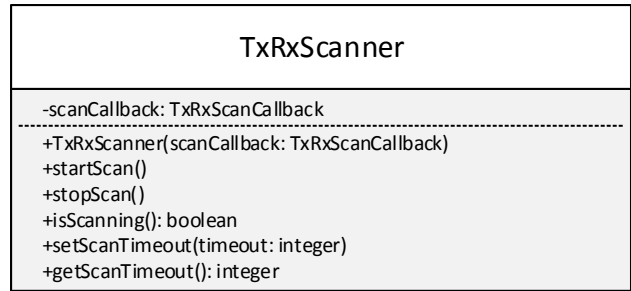 TxRxScanner
-scanCallback: TxRxScanCallback
+TxRxScanner(scanCallback: TxRxScanCallback)
+startScan()
+stopScan()
+isScanning(): boolean
+setScanTimeout(timeout: integer)
+getScanTimeout(): integer